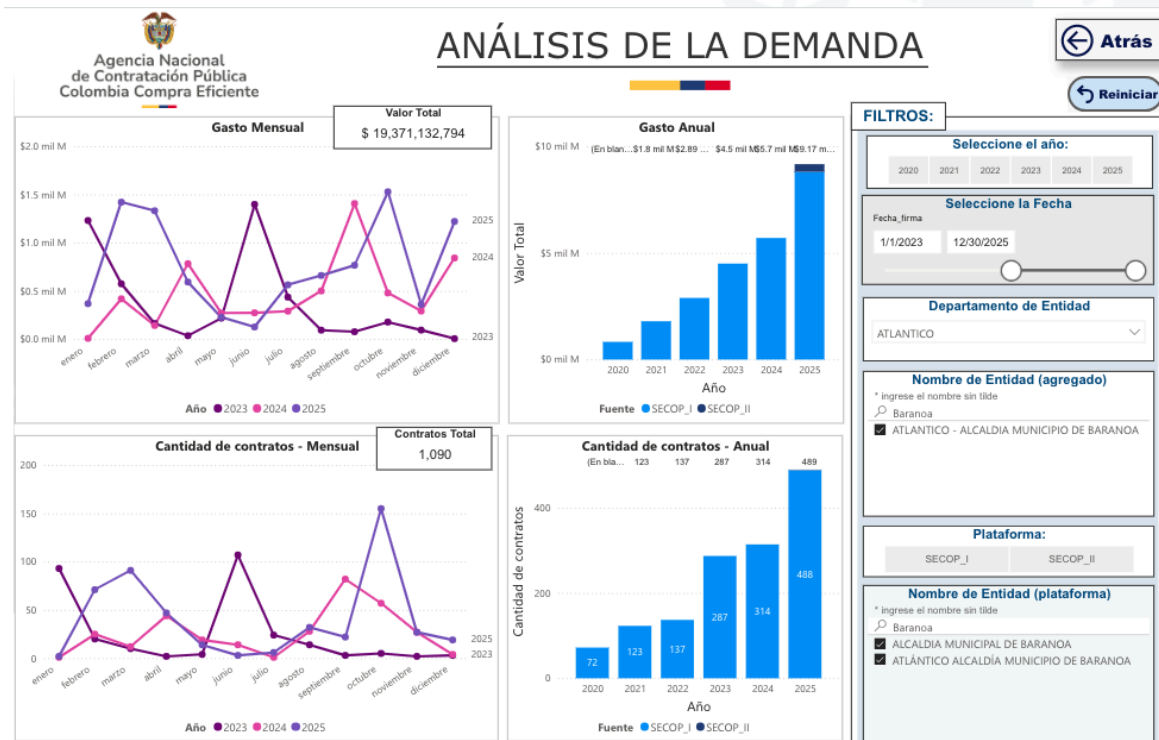 Agencia Nacional
de Contratación Pública
Colombia Compra Eficiente
ANÁLISIS DE LA DEMANDA
Atrás
Reiniciar
Gasto Mensual
Valor Total
$ 19,371,132,794
$2.0 mil M
$1.5 mil M
$1.0 mil M
$0.5 mil M
$0.0 mil M
2025
2024
2023
enero
febrero
marzo
abril
mayo
junio
julio
agosto
septiembre
octubre
noviembre
diciembre
Año 2023 2024 2025
Gasto Anual
(En blan... $1.8 mil M $2.89 ... $4.5 mil M $5.7 mil M $9.17 m...
Valor Total
$10 mil M
$5 mil M
$0 mil M
2020 2021 2022 2023 2024 2025
Año
Fuente SECOP_I SECOP_II
Cantidad de contratos - Mensual
Contratos Total
1,090
200
150
100
50
0
2025
2023
enero
febrero
marzo
abril
mayo
junio
julio
agosto
septiembre
octubre
noviembre
diciembre
Año 2023 2024 2025
Cantidad de contratos - Anual
(En bla... 123 137 287 314 489
Cantidad de contratos
400
200
0
72 123 137 287 314 488
2020 2021 2022 2023 2024 2025
Año
Fuente SECOP_I SECOP_II
FILTROS:
Seleccione el año:
2020 2021 2022 2023 2024 2025
Seleccione la Fecha
Fecha_firma
1/1/2023 12/30/2025
Departamento de Entidad
ATLANTICO
Nombre de Entidad (agregado)
* ingrese el nombre sin tilde
Baranoa
ATLANTICO - ALCALDIA MUNICIPIO DE BARANOA
Plataforma:
SECOP_I SECOP_II
Nombre de Entidad (plataforma)
* ingrese el nombre sin tilde
Baranoa
ALCALDIA MUNICIPAL DE BARANOA
ATLÁNTICO ALCALDÍA MUNICIPIO DE BARANOA